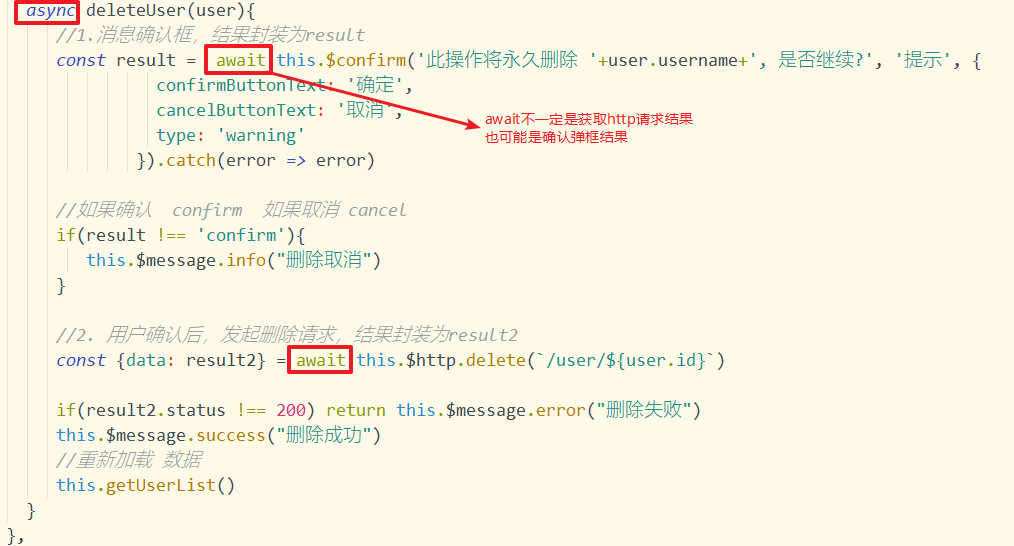 async deleteUser(user){
//1.消息确认框，结果封装为result
const result = await this.$confirm('此操作将永久删除 '+user.username+', 是否继续?', '提示', {
confirmButtonText: '确定',
cancelButtonText: '取消',
type: 'warning'
}).catch(error => error)
await不一定是获取http请求结果
也可能是确认弹框结果
//如果确认  confirm  如果取消 cancel
if(result !== 'confirm'){
this.$message.info("删除取消")
}
//2. 用户确认后，发起删除请求，结果封装为result2
const {data: result2} = await this.$http.delete(`/user/${user.id}`)
if(result2.status !== 200) return this.$message.error("删除失败")
this.$message.success("删除成功")
//重新加载 数据
this.getUserList()
}
},